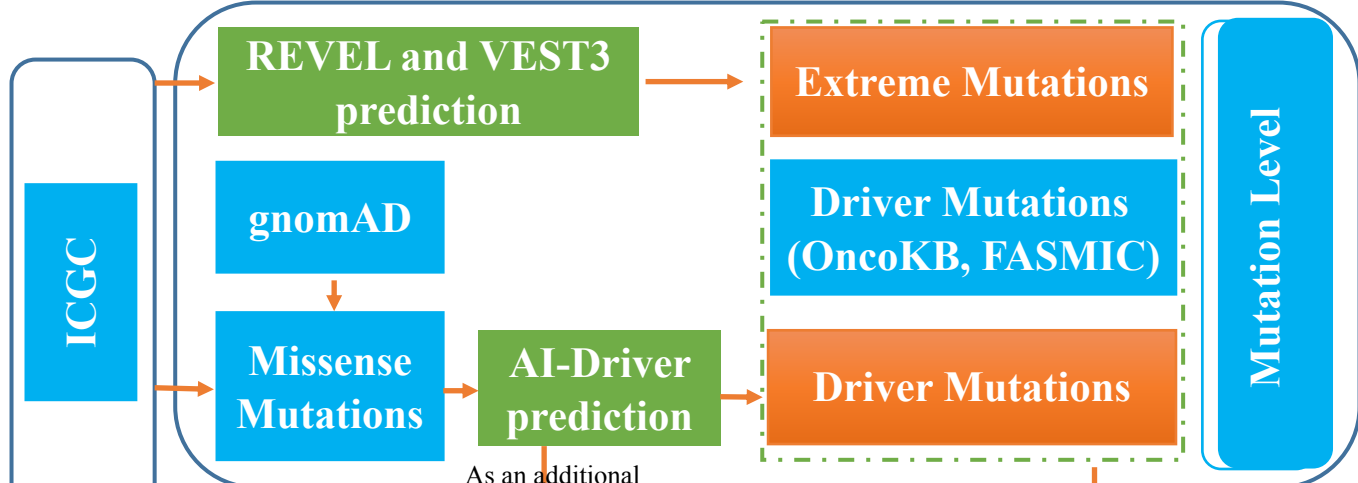 ICGC
REVEL and VEST3
prediction
Extreme Mutations
gnomAD
Driver Mutations
(OncoKB, FASMIC)
Missense
Mutations
AI-Driver
prediction
Driver Mutations
As an additional
Mutation Level